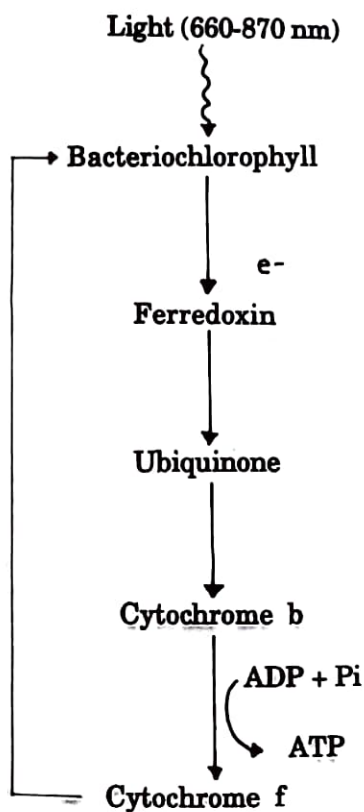 Light (660-870 nm)
Bacteriochlorophyll
e-
Ferredoxin
Ubiquinone
Cytochrome b
ADP + Pi
ATP
Cytochrome f